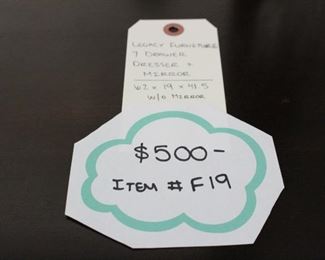 LEGACY FURNITURE
7 DRAWER
DRESSER +
MIRROR
62 x 19 x 41.5
W/O MIRROR
$500-
ITEM # F19